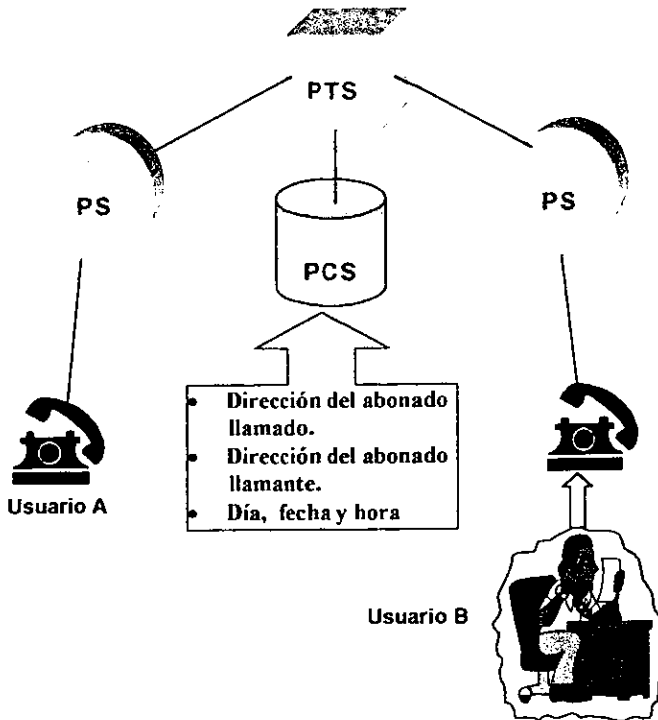 PTS
PS
PS
PCS
• Dirección del abonado
llamado.
• Dirección del abonado
llamante.
• Día, fecha y hora
Usuario A
Usuario B